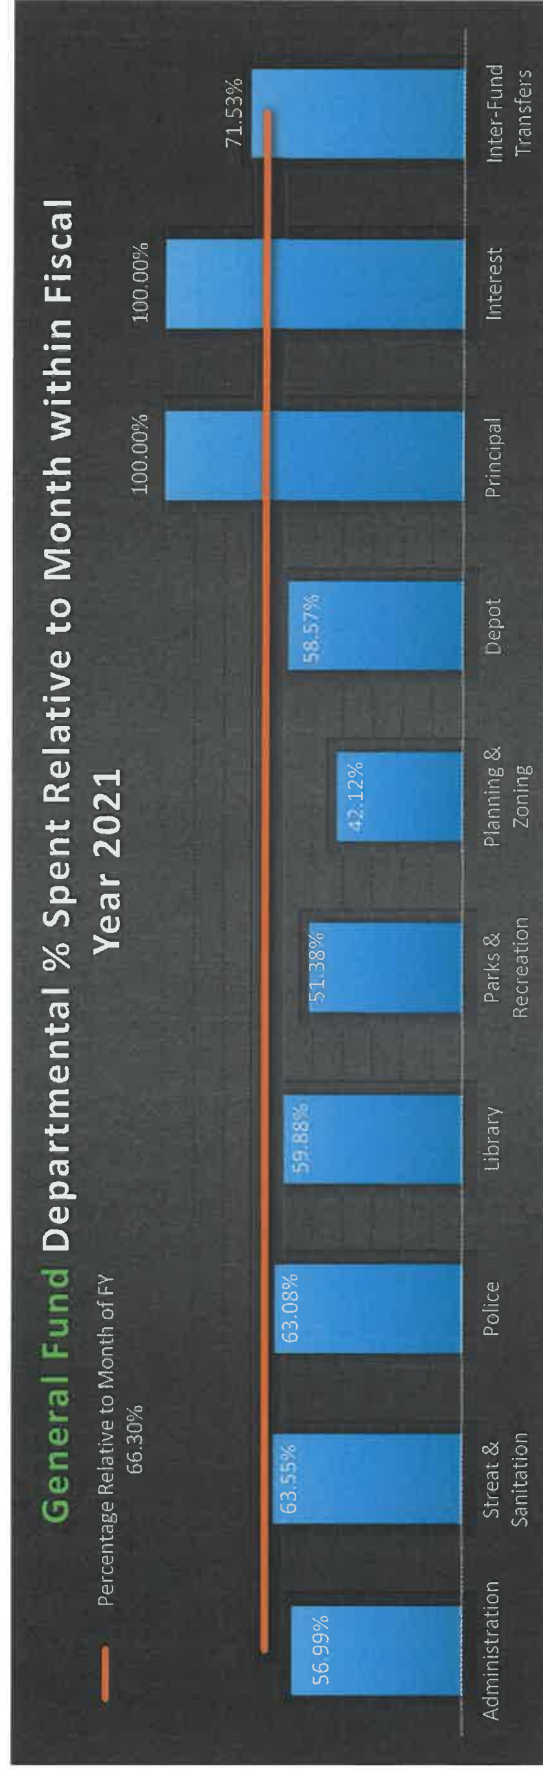 General Fund Departmental % Spent Relative to Month within Fiscal
Year 2021
Percentage Relative to Month of FY
66.30%
56.99%
63.55%
63.08%
59.88%
51.38%
42.12%
58.57%
100.00%
100.00%
71.53%
Administration
Streat &
Sanitation
Police
Library
Parks &
Recreation
Planning &
Zoning
Depot
Principal
Interest
Inter-Fund
Transfers